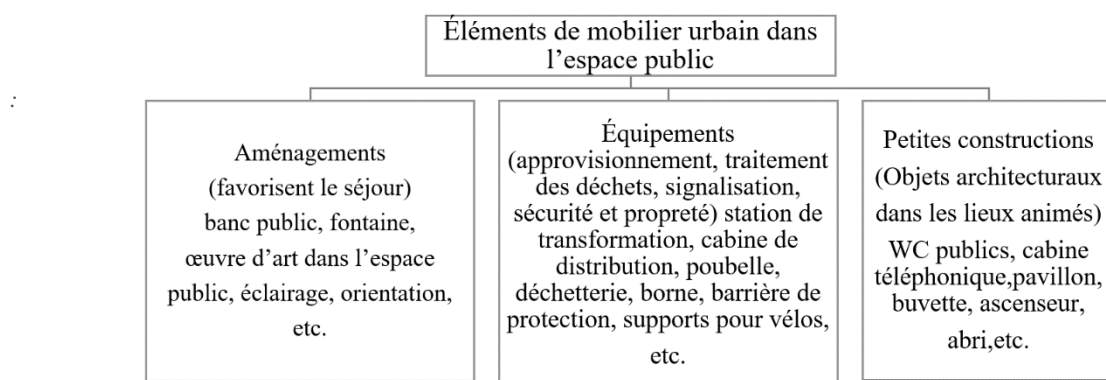 Éléments de mobilier urbain dans
l’espace public
:
Aménagements
(favorisent le séjour)
banc public, fontaine,
œuvre d’art dans l’espace
public, éclairage, orientation,
etc.
Équipements
(approvisionnement, traitement
des déchets, signalisation,
sécurité et propreté) station de
transformation, cabine de
distribution, poubelle,
déchetterie, borne, barrière de
protection, supports pour vélos,
etc.
Petites constructions
(Objets architecturaux
dans les lieux animés)
WC publics, cabine
téléphonique,pavillon,
buvette, ascenseur,
abri,etc.